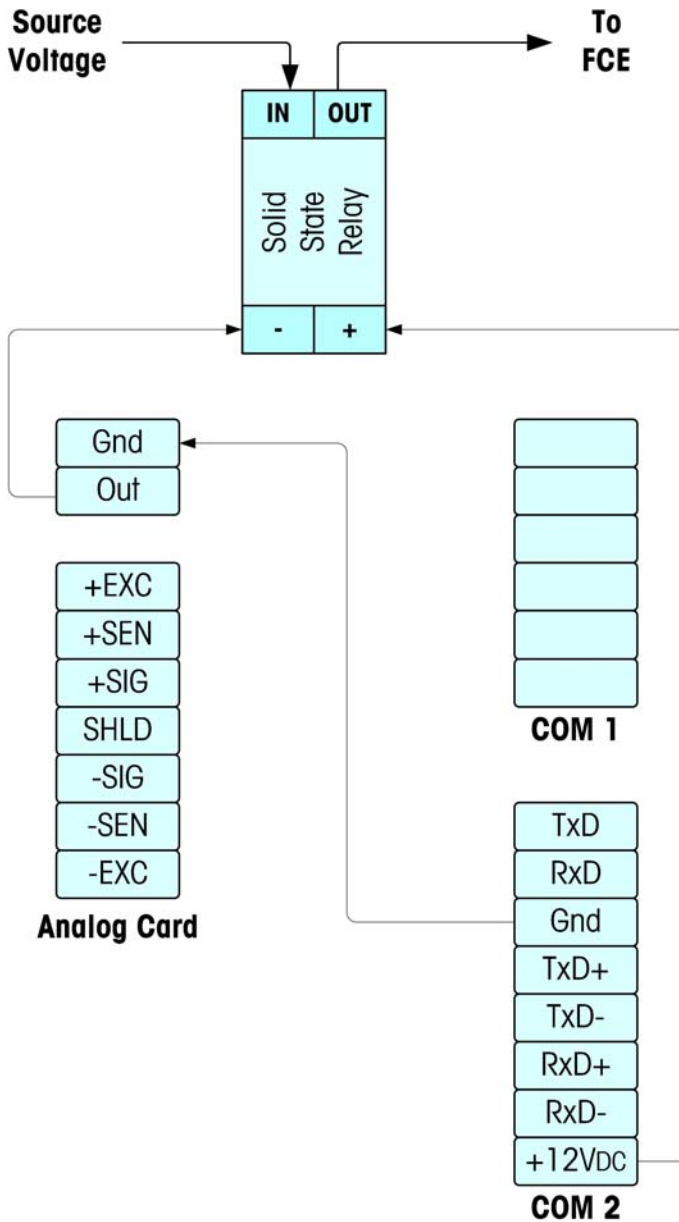 Source
Voltage
To
FCE
IN OUT
Solid
State
Relay
- +
Gnd
Out
+EXC
+SEN
+SIG
SHLD
-SIG
-SEN
-EXC
Analog Card
COM 1
TxD
RxD
Gnd
TxD+
TxD-
RxD+
RxD-
+12VDC
COM 2